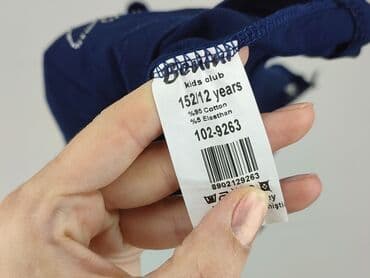 kids club
152/12 years
%95 Cotton
%5 Elasthan
102-9263
8902129263